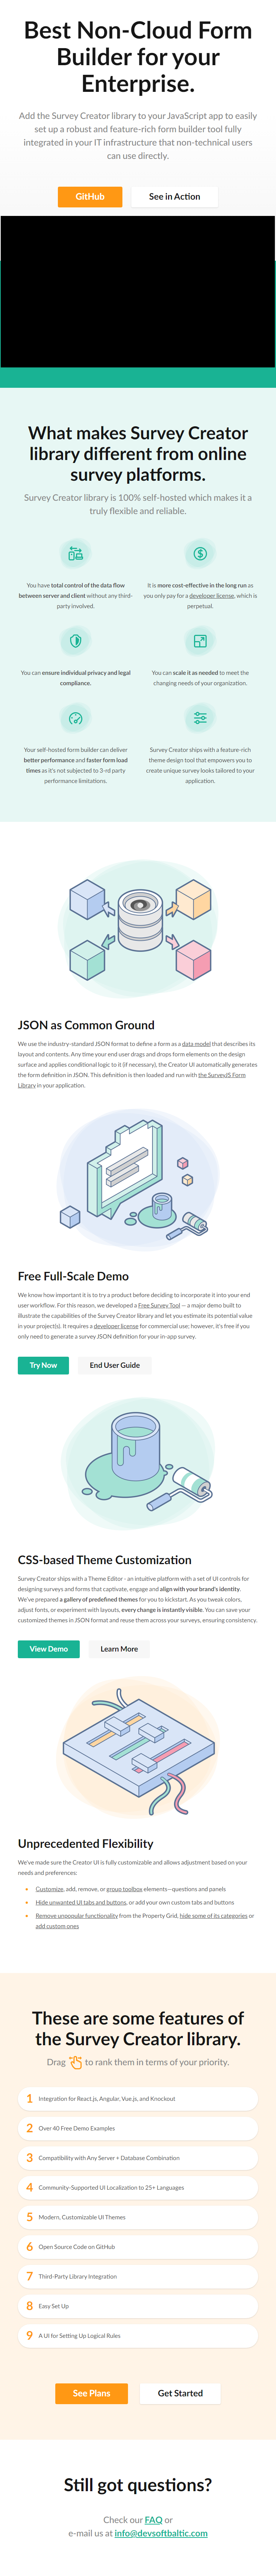 Best Non-Cloud Form
Builder for your
Enterprise.
Add the Survey Creator library to your JavaScript app to easily
set up a robust and feature-rich form builder tool fully
integrated in your IT infrastructure that non-technical users
can use directly.
GitHub
See in Action
What makes Survey Creator
library different from online
survey platforms.
Survey Creator library is 100% self-hosted which makes it a
truly flexible and reliable.
You have total control of the data flow
between server and client without any third-
party involved.
It is more cost-effective in the long run as
you only pay for a developer license, which is
perpetual.
You can ensure individual privacy and legal
compliance.
You can scale it as needed to meet the
changing needs of your organization.
Your self-hosted form builder can deliver
better performance and faster form load
times as it's not subjected to 3-rd party
performance limitations.
Survey Creator ships with a feature-rich
theme design tool that empowers you to
create unique survey looks tailored to your
application.
JSON as Common Ground
We use the industry-standard JSON format to define a form as a data model that describes its
layout and contents. Any time your end user drags and drops form elements on the design
surface and applies conditional logic to it (if necessary), the Creator UI automatically generates
the form definition in JSON. This definition is then loaded and run with the SurveyJS Form
Library in your application.
Free Full-Scale Demo
We know how important it is to try a product before deciding to incorporate it into your end
user workflow. For this reason, we developed a Free Survey Tool — a major demo built to
illustrate the capabilities of the Survey Creator library and let you estimate its potential value
in your project(s). It requires a developer license for commercial use; however, it's free if you
only need to generate a survey JSON definition for your in-app survey.
Try Now
End User Guide
CSS-based Theme Customization
Survey Creator ships with a Theme Editor - an intuitive platform with a set of UI controls for
designing surveys and forms that captivate, engage and align with your brand's identity.
We've prepared a gallery of predefined themes for you to kickstart. As you tweak colors,
adjust fonts, or experiment with layouts, every change is instantly visible. You can save your
customized themes in JSON format and reuse them across your surveys, ensuring consistency.
View Demo
Learn More
Unprecedented Flexibility
We've made sure the Creator UI is fully customizable and allows adjustment based on your
needs and preferences:
• Customize, add, remove, or group toolbox elements—questions and panels
• Hide unwanted UI tabs and buttons, or add your own custom tabs and buttons
• Remove unpopular functionality from the Property Grid, hide some of its categories or
add custom ones
These are some features of
the Survey Creator library.
Drag to rank them in terms of your priority.
1 Integration for React.js, Angular, Vue.js, and Knockout
2 Over 40 Free Demo Examples
3 Compatibility with Any Server + Database Combination
4 Community-Supported UI Localization to 25+ Languages
5 Modern, Customizable UI Themes
6 Open Source Code on GitHub
7 Third-Party Library Integration
8 Easy Set Up
9 A UI for Setting Up Logical Rules
See Plans
Get Started
Still got questions?
Check our FAQ or
e-mail us at info@devsoftbaltic.com